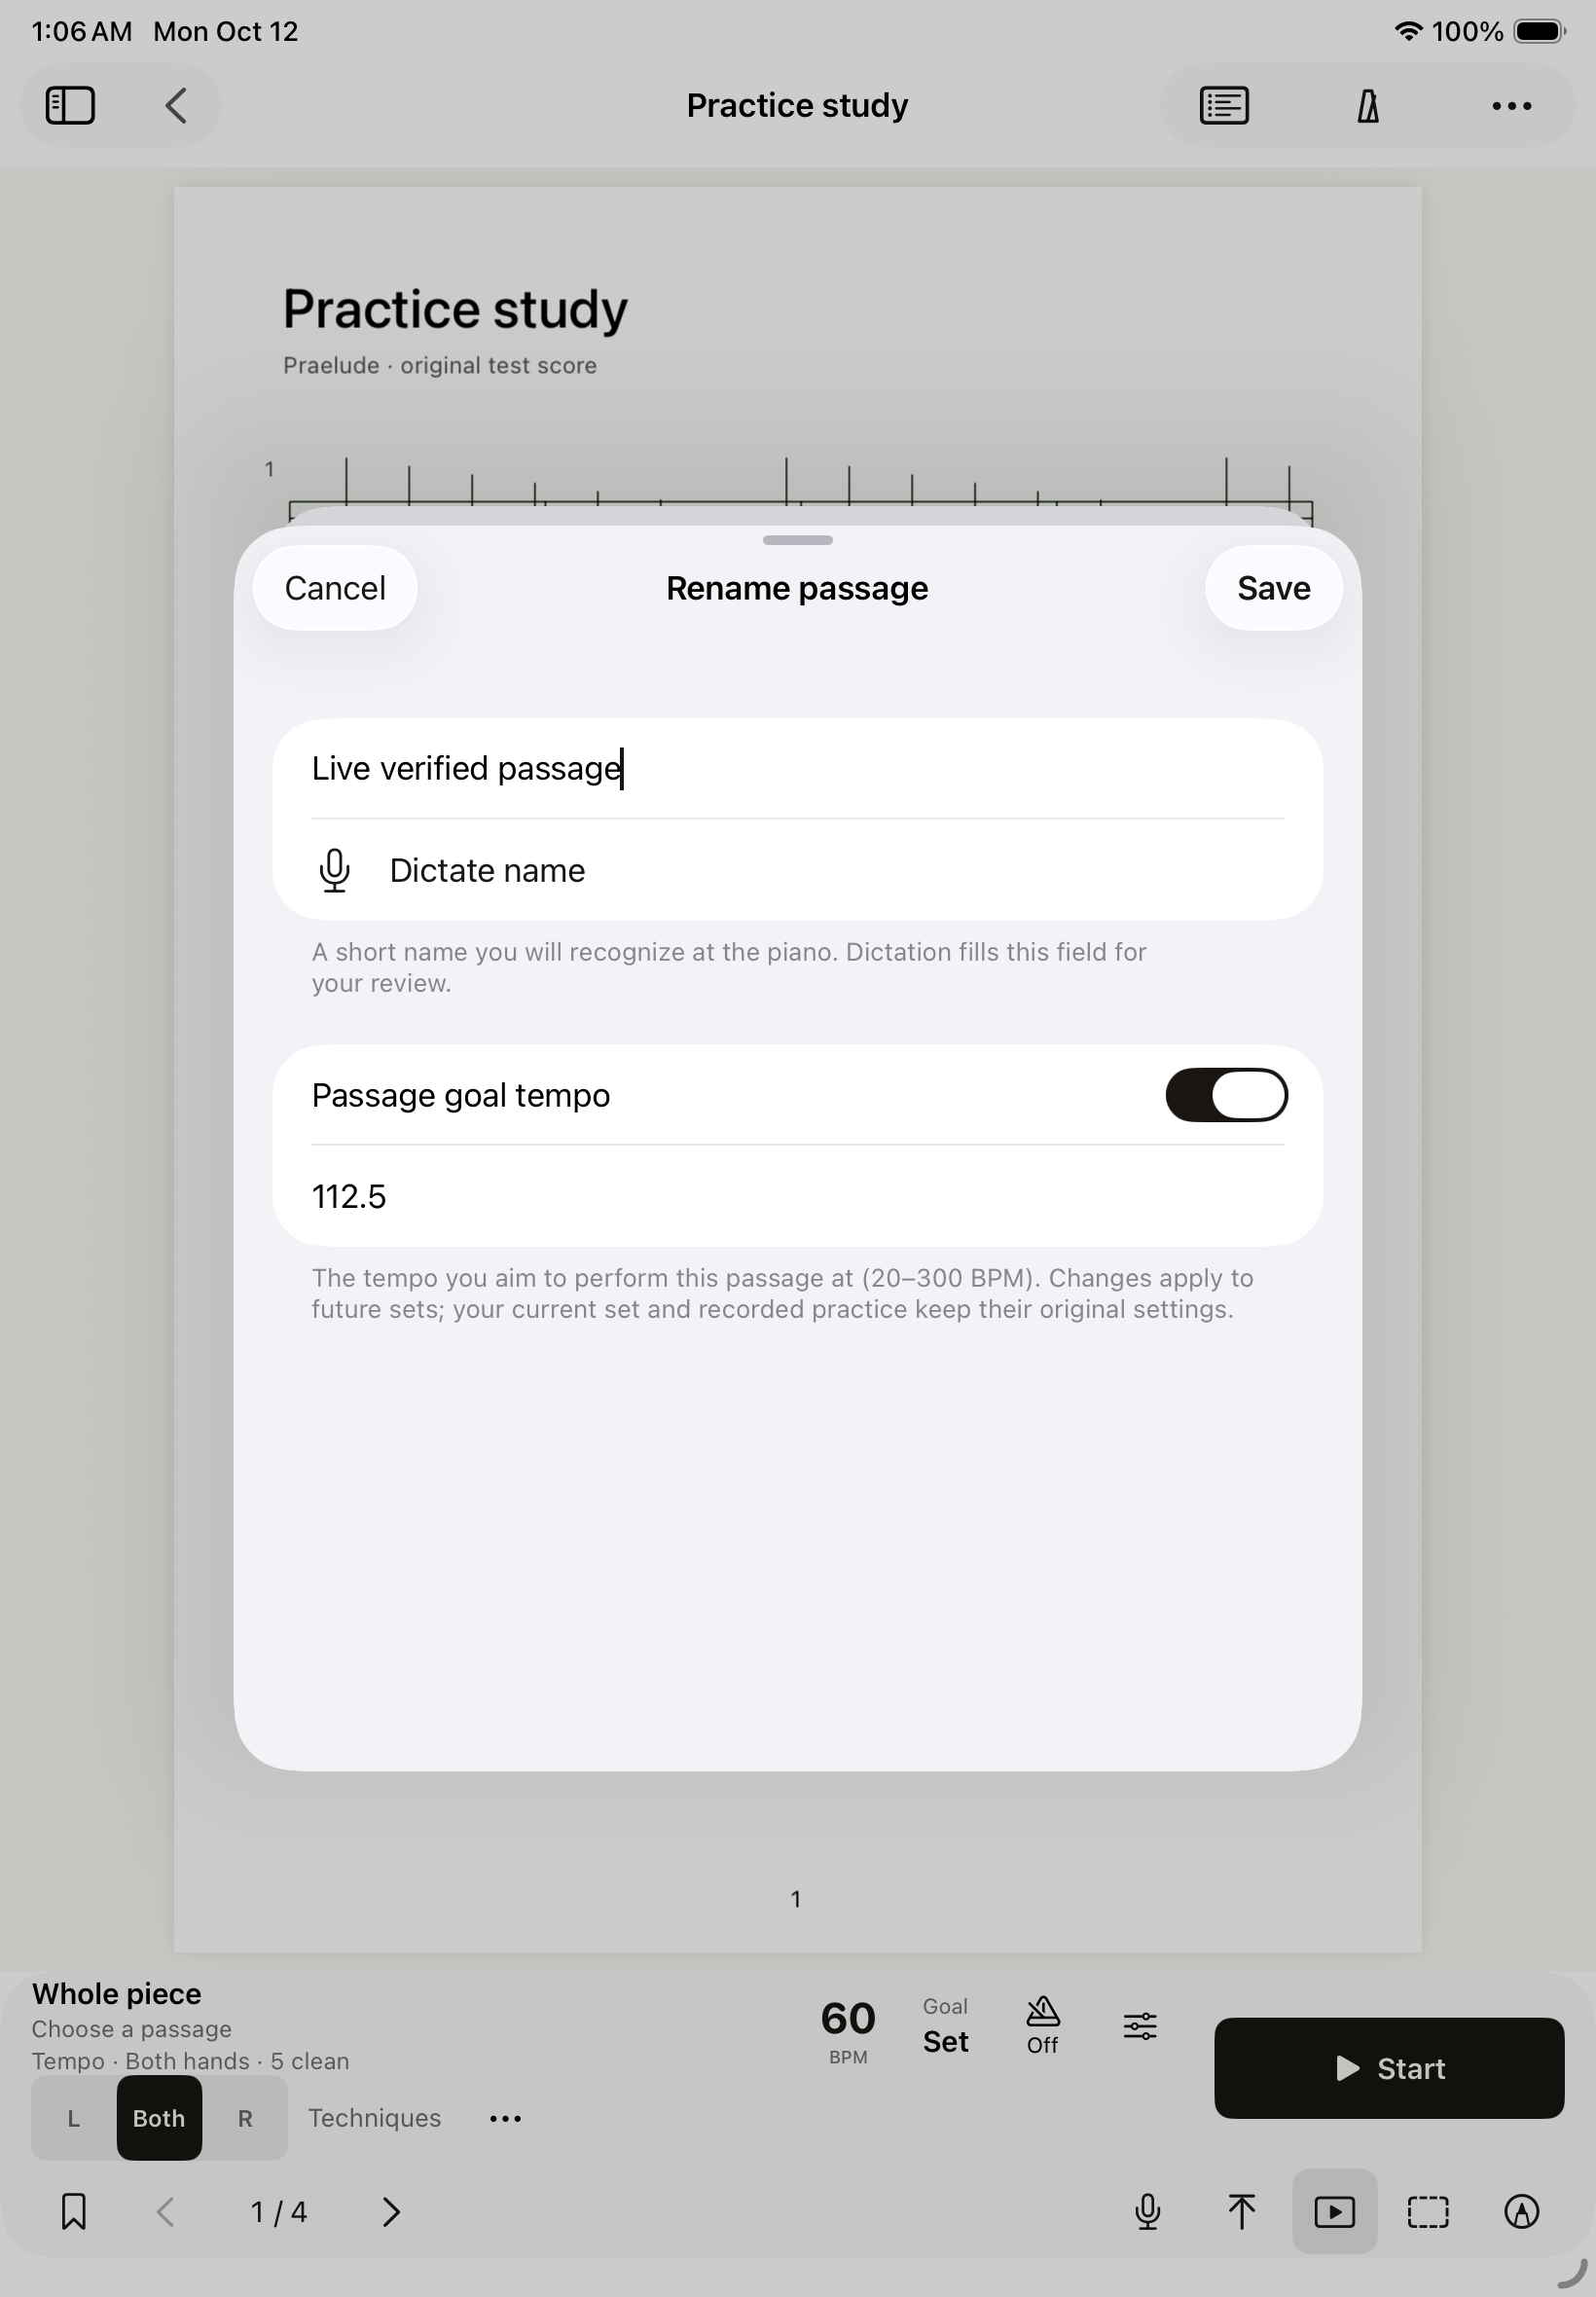 1:06 AM Mon Oct 12
100%
Practice study
Practice study
Praelude · original test score
1
Cancel
Rename passage
Save
Live verified passage
Dictate name
A short name you will recognize at the piano. Dictation fills this field for
your review.
Passage goal tempo
112.5
The tempo you aim to perform this passage at (20–300 BPM). Changes apply to
future sets; your current set and recorded practice keep their original settings.
1
Whole piece
Choose a passage
Tempo · Both hands · 5 clean
60
BPM
Goal
Set
Off
Start
L
Both
R
Techniques
1 / 4